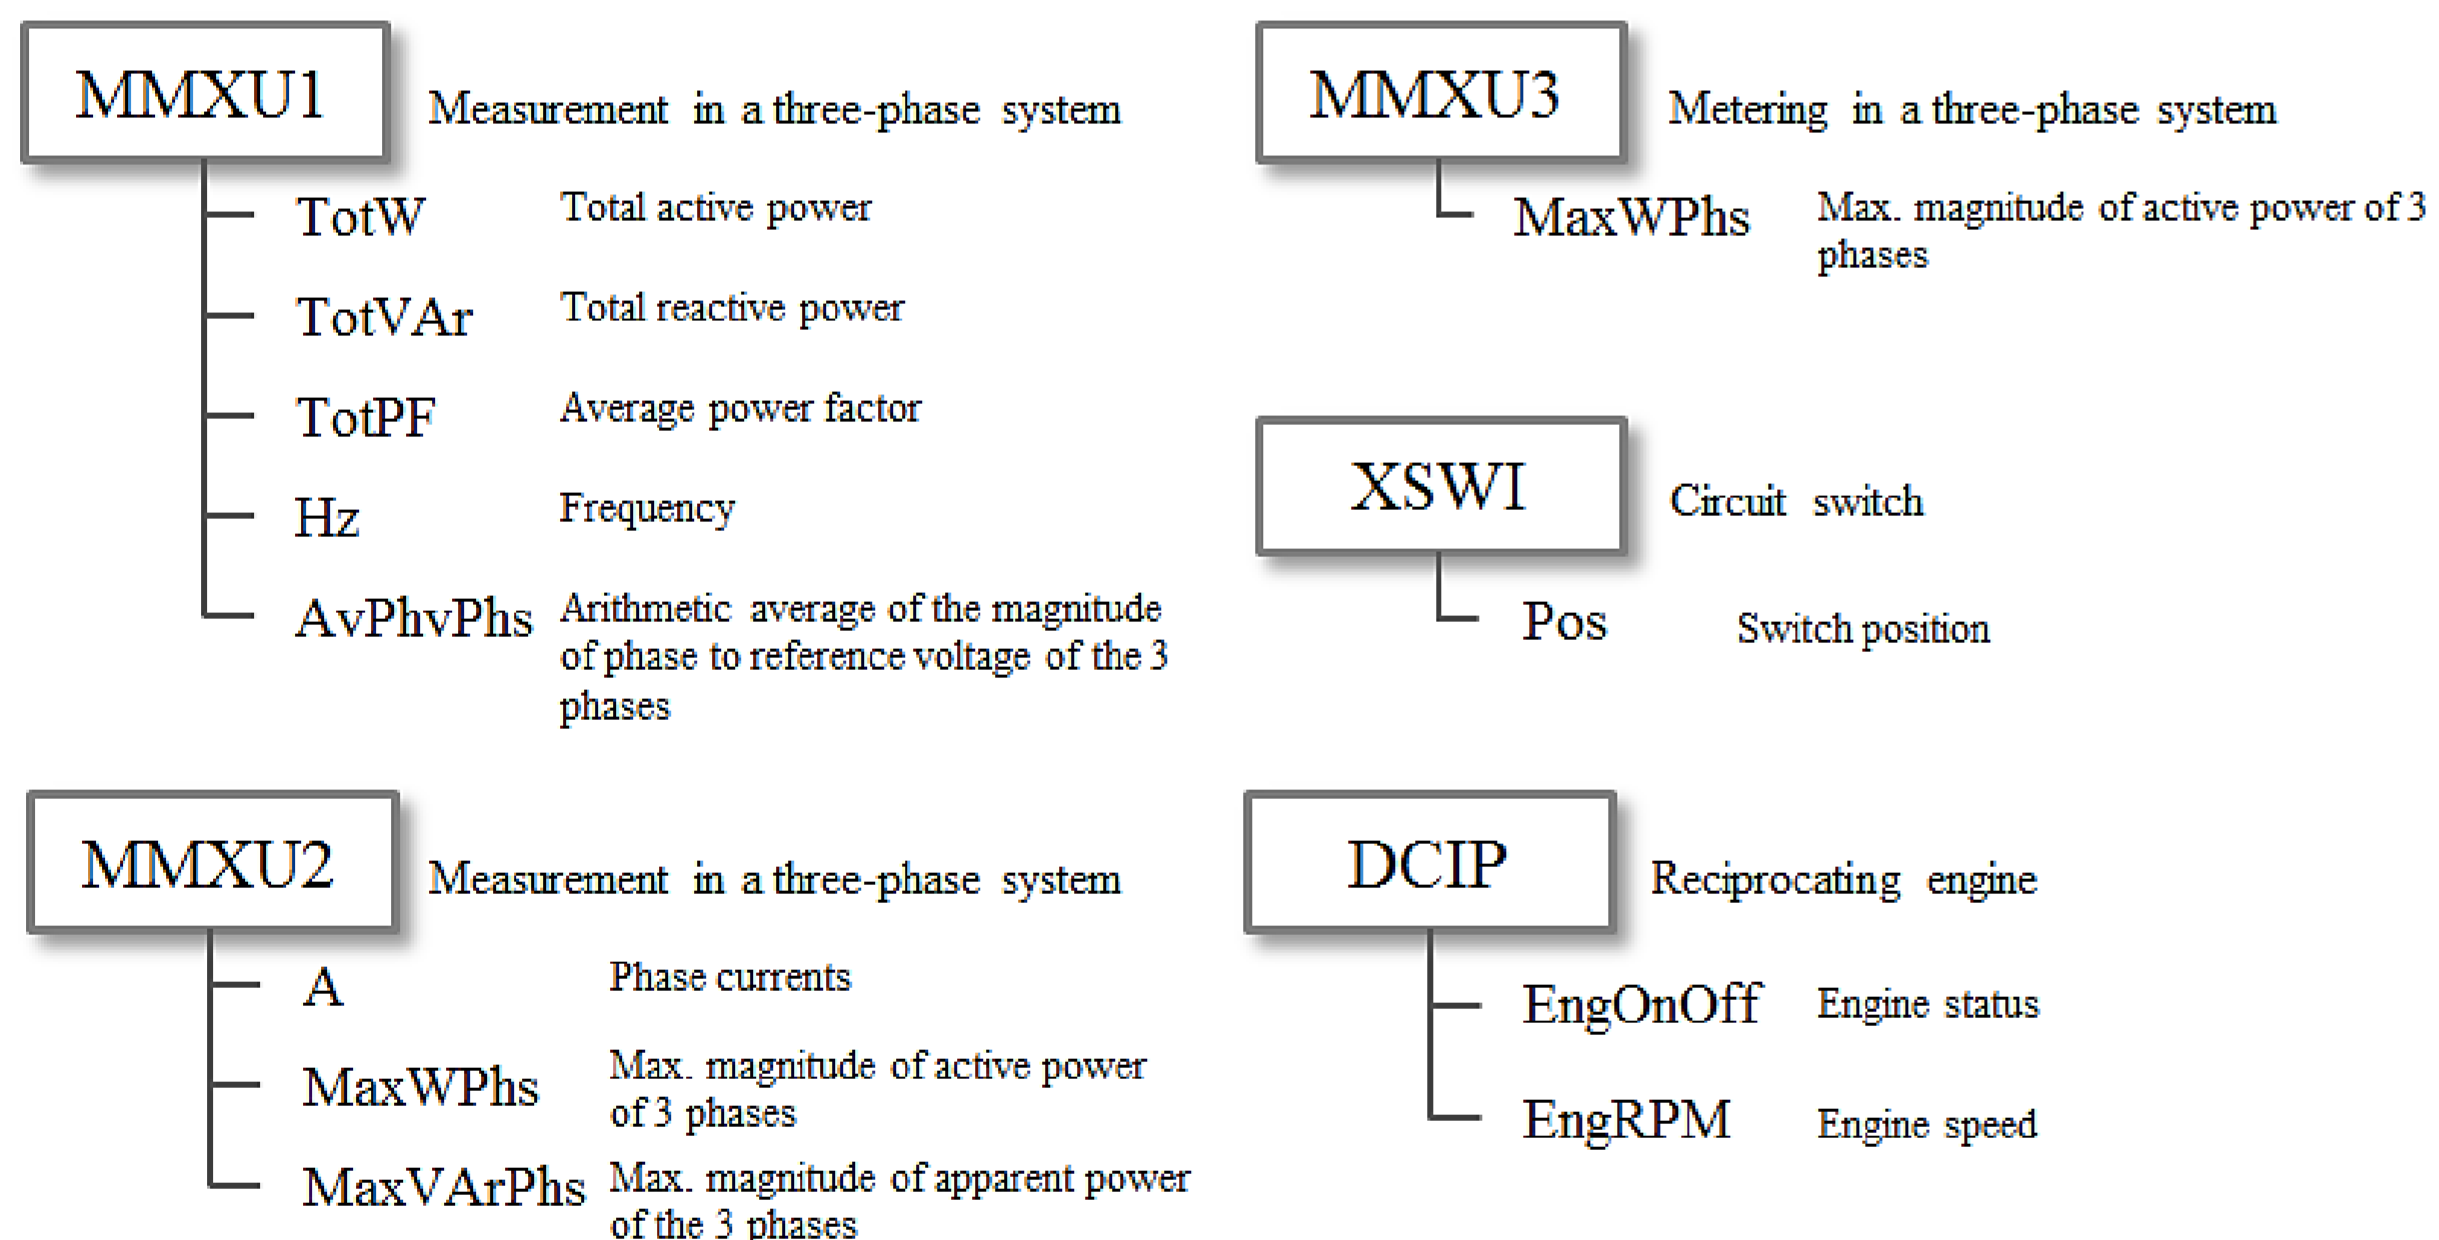 MMXU1 Measurement in a three-phase system
TotW Total active power
TotVAr Total reactive power
TotPF Average power factor
Hz Frequency
AvPhvPhs Arithmetic average of the magnitude
of phase to reference voltage of the 3
phases
MMXU2 Measurement in a three-phase system
A Phase currents
MaxWPhs Max. magnitude of active power
of 3 phases
MaxVArPhs Max. magnitude of apparent power
of the 3 phases
MMXU3 Metering in a three-phase system
MaxWPhs Max. magnitude of active power of 3
phases
XSWI Circuit switch
Pos Switch position
DCIP Reciprocating engine
EngOnOff Engine status
EngRPM Engine speed